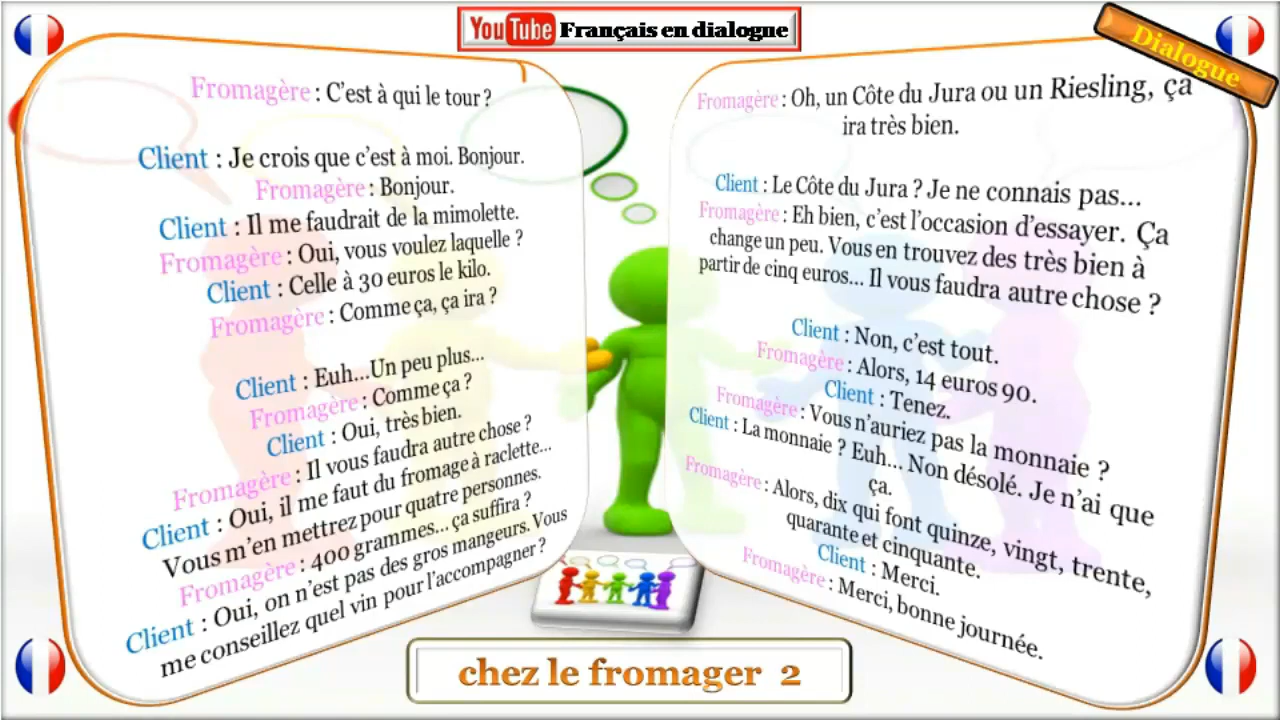 YouTube Français en dialogue
Dialogue
Fromagère : C'est à qui le tour ?
Client : Je crois que c'est à moi. Bonjour.
Fromagère : Bonjour.
Client : Il me faudrait de la mimolette.
Fromagère : Oui, vous voulez laquelle ?
Client : Celle à 30 euros le kilo.
Fromagère : Comme ça, ça ira ?
Client : Euh...Un peu plus...
Fromagère : Comme ça ?
Client : Oui, très bien.
Fromagère : Il vous faudra autre chose ?
Client : Oui, il me faut du fromage à raclette...
Vous m'en mettrez pour quatre personnes.
Fromagère : 400 grammes... ça suffira ?
Client : Oui, on n'est pas des gros mangeurs. Vous
me conseillez quel vin pour l'accompagner ?
Fromagère : Oh, un Côte du Jura ou un Riesling, ça
ira très bien.
Client : Le Côte du Jura ? Je ne connais pas...
Fromagère : Eh bien, c'est l'occasion d'essayer. Ça
change un peu. Vous en trouvez des très bien à
partir de cinq euros... Il vous faudra autre chose ?
Client : Non, c'est tout.
Fromagère : Alors, 14 euros 90.
Client : Tenez.
Fromagère : Vous n'auriez pas la monnaie ?
Client : La monnaie ? Euh... Non désolé. Je n'ai que
ça.
Fromagère : Alors, dix qui font quinze, vingt, trente,
quarante et cinquante.
Client : Merci.
Fromagère : Merci, bonne journée.
chez le fromager 2